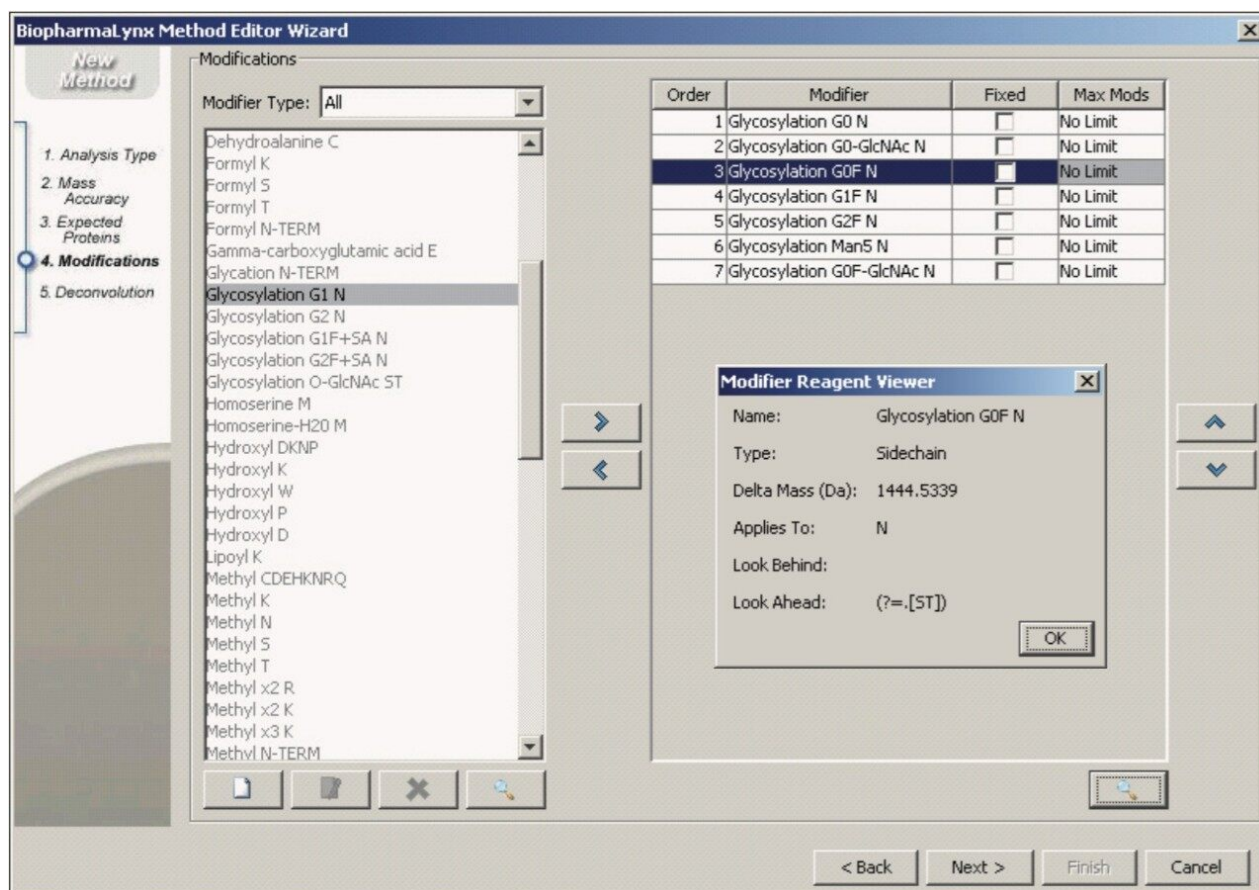 BiopharmaLynx Method Editor Wizard
New
Method
1. Analysis Type
2. Mass
Accuracy
3. Expected
Proteins
4. Modifications
5. Deconvolution
Modifications
Modifier Type: All
Dehydroalanine C
Formyl K
Formyl S
Formyl T
Formyl N-TERM
Gamma-carboxyglutamic acid E
Glycation N-TERM
Glycosylation G1 N
Glycosylation G2 N
Glycosylation G1F+SA N
Glycosylation G2F+SA N
Glycosylation O-GlcNAc ST
Homoserine M
Homoserine-H20 M
Hydroxyl DKNP
Hydroxyl K
Hydroxyl W
Hydroxyl P
Hydroxyl D
Lipoyl K
Methyl CDEHKNRQ
Methyl K
Methyl N
Methyl S
Methyl T
Methyl x2 R
Methyl x2 K
Methyl x3 K
Methyl N-TERM
Order Modifier Fixed Max Mods
1 Glycosylation G0 N No Limit
2 Glycosylation G0-GlcNAc N No Limit
3 Glycosylation G0F N No Limit
4 Glycosylation G1F N No Limit
5 Glycosylation G2F N No Limit
6 Glycosylation Man5 N No Limit
7 Glycosylation G0F-GlcNAc N No Limit
Modifier Reagent Viewer
Name: Glycosylation G0F N
Type: Sidechain
Delta Mass (Da): 1444.5339
Applies To: N
Look Behind:
Look Ahead: (?=.[ST])
OK
< Back Next > Finish Cancel